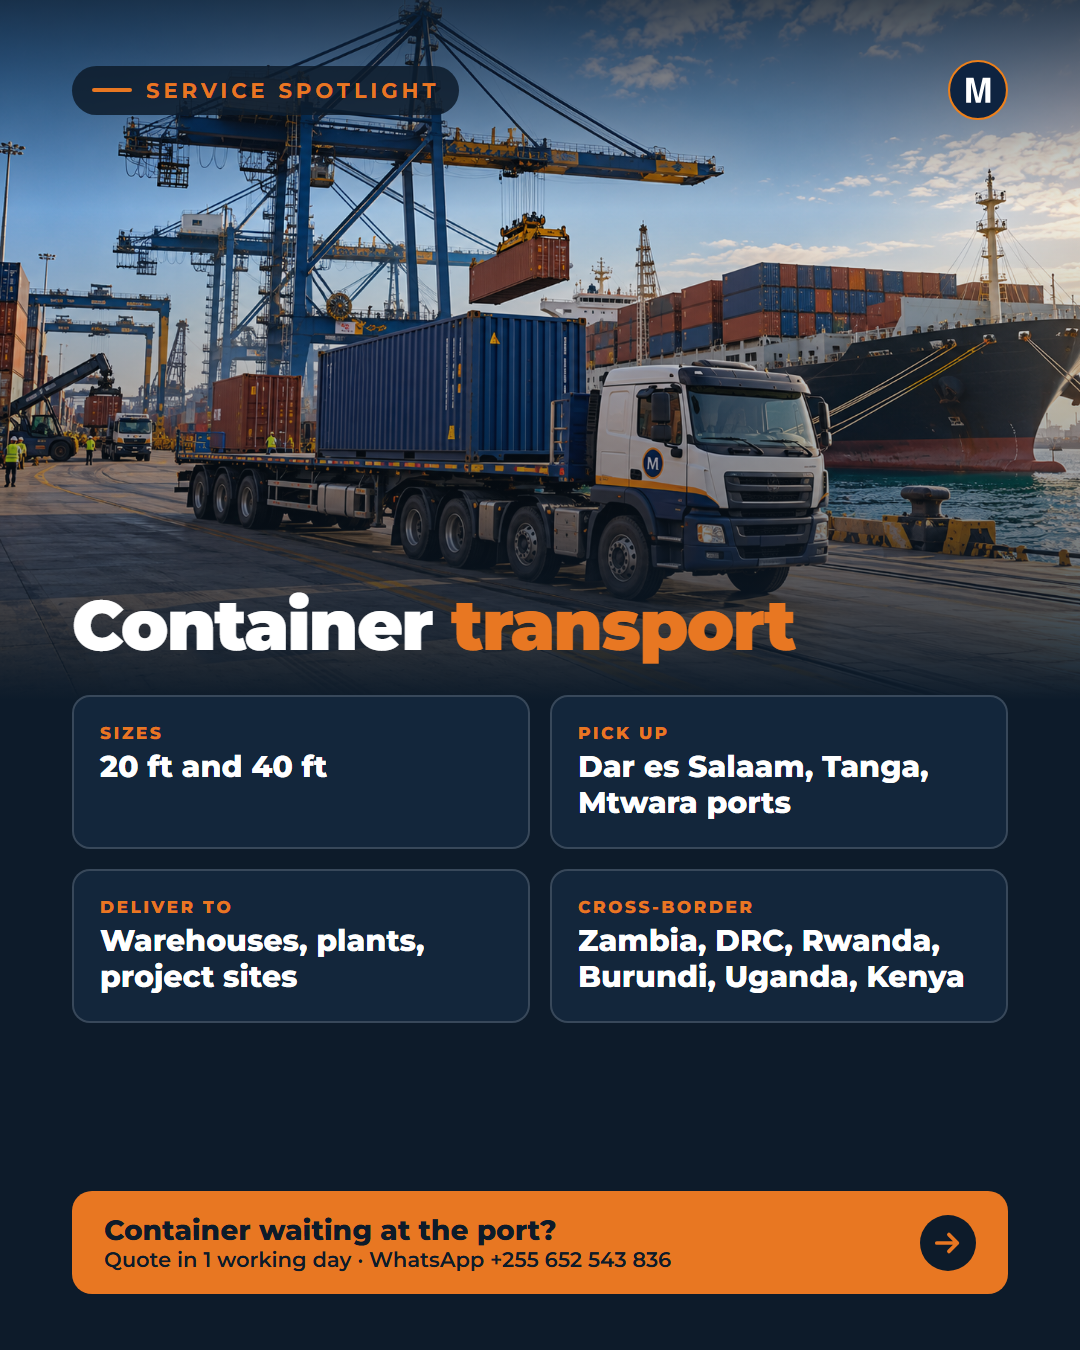 SERVICE SPOTLIGHT
M
M
Container transport
SIZES
20 ft and 40 ft
PICK UP
Dar es Salaam, Tanga,
Mtwara ports
DELIVER TO
Warehouses, plants,
project sites
CROSS-BORDER
Zambia, DRC, Rwanda,
Burundi, Uganda, Kenya
Container waiting at the port?
Quote in 1 working day · WhatsApp +255 652 543 836